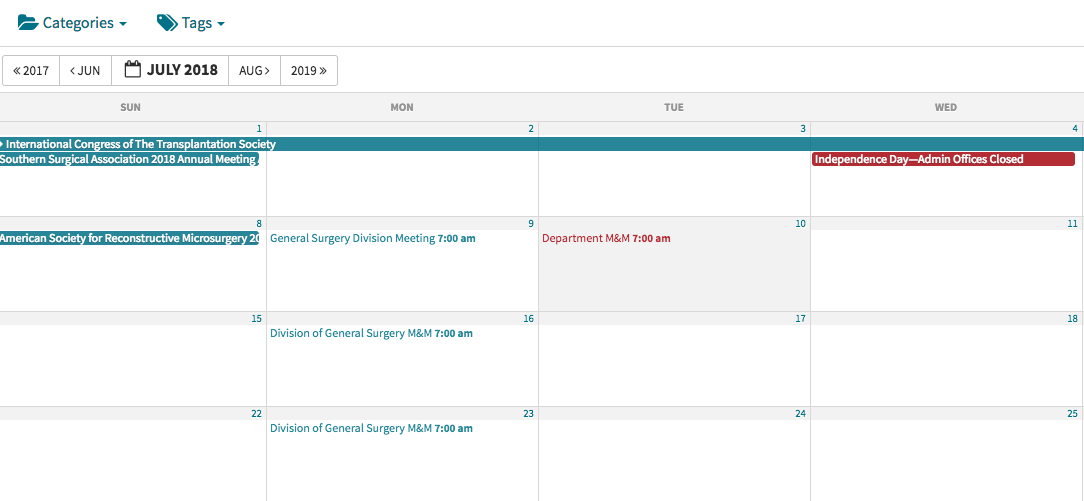 Categories Tags
« 2017 ‹ JUN JULY 2018 AUG › 2019 »
SUN MON TUE WED
1 2 3 4
International Congress of The Transplantation Society
Southern Surgical Association 2018 Annual Meeting Independence Day—Admin Offices Closed
8 9 10 11
American Society for Reconstructive Microsurgery 20 General Surgery Division Meeting 7:00 am Department M&M 7:00 am
15 16 17 18
Division of General Surgery M&M 7:00 am
22 23 24 25
Division of General Surgery M&M 7:00 am